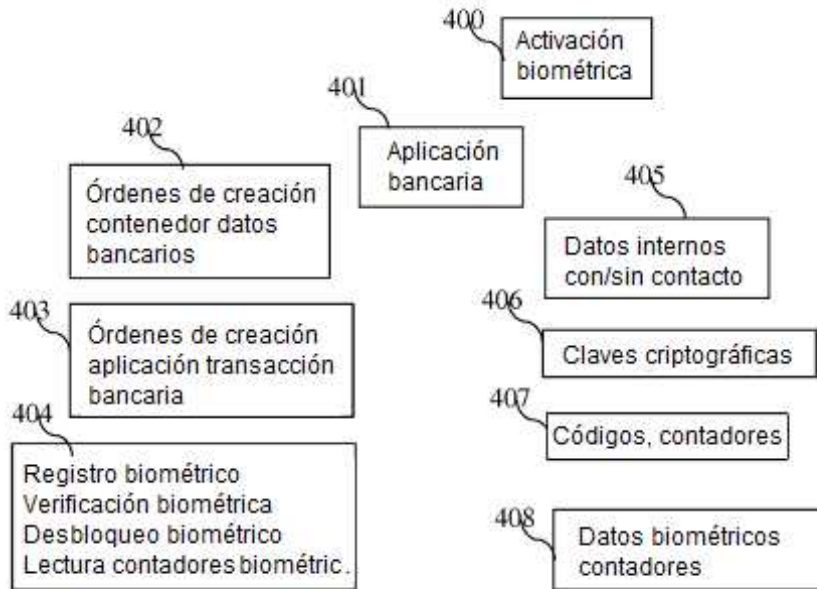 400
Activación
biométrica
401
Aplicación
bancaria
402
Órdenes de creación
contenedor datos
bancarios
405
Datos internos
con/sin contacto
403
Órdenes de creación
aplicación transacción
bancaria
406
Claves criptográficas
407
Códigos, contadores
404
Registro biométrico
Verificación biométrica
Desbloqueo biométrico
Lectura contadores biométric.
408
Datos biométricos
contadores